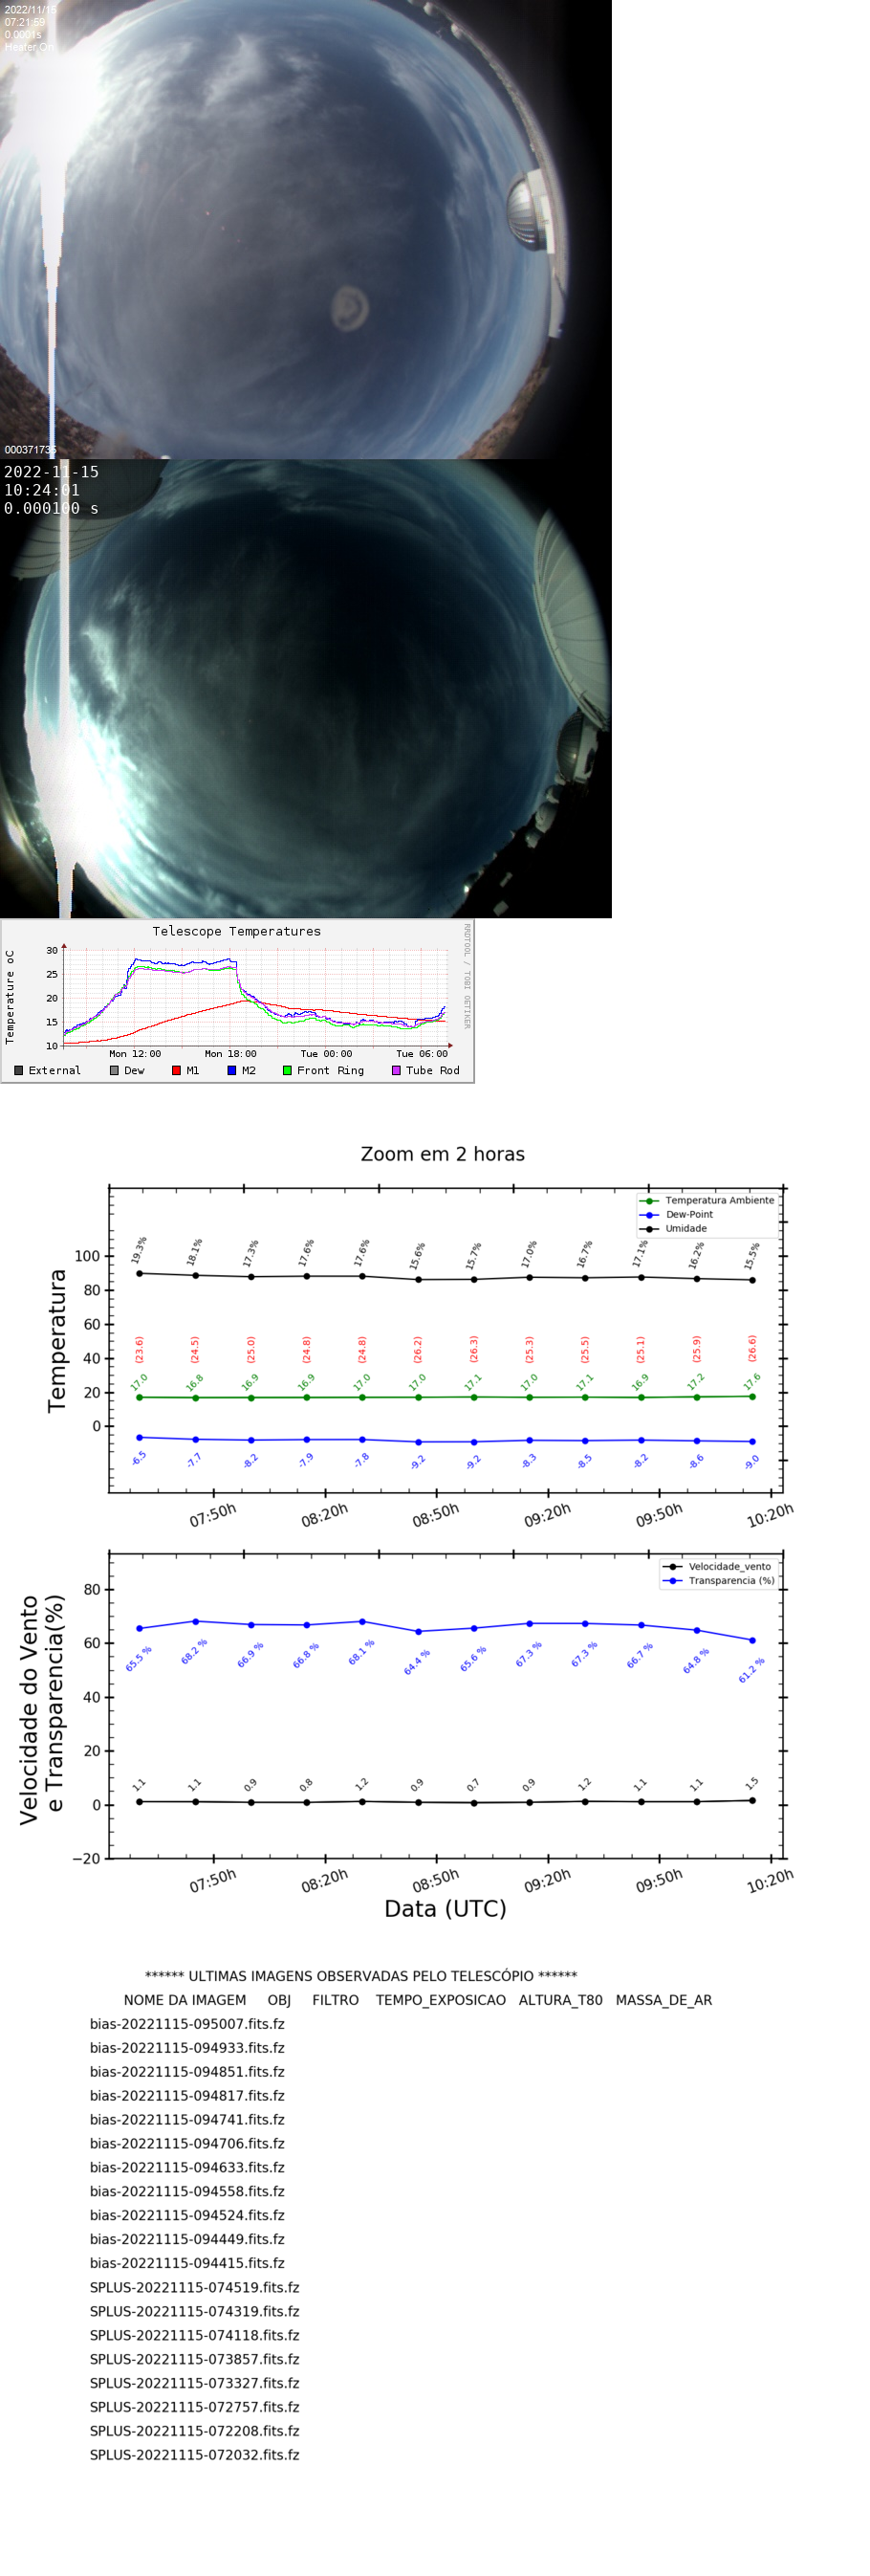 2022/11/15
07:21:59
0.0001s
Heater On
000371735
2022-11-15
10:24:01
0.000100 s
Telescope Temperatures
RRDTOOL / TOBI OETIKER
Temperature oC
30
25
20
15
10
Mon 12:00 Mon 18:00 Tue 00:00 Tue 06:00
External Dew M1 M2 Front Ring Tube Rod
Zoom em 2 horas
Temperatura Ambiente
Dew-Point
Umidade
Temperatura
100
80
60
40
20
0
19.3% 18.1% 17.3% 17.6% 17.6% 15.6% 15.7% 17.0% 16.7% 17.1% 16.2% 15.5%
(23.6) (24.5) (25.0) (24.8) (24.8) (26.2) (26.3) (25.3) (25.5) (25.1) (25.9) (26.6)
17.0 16.8 16.9 16.9 17.0 17.0 17.1 17.0 17.1 16.9 17.2 17.6
-6.5 -7.7 -8.2 -7.9 -7.8 -9.2 -9.2 -8.3 -8.5 -8.2 -8.6 -9.0
07:50h 08:20h 08:50h 09:20h 09:50h 10:20h
Velocidade_vento
Transparencia (%)
Velocidade do Vento
e Transparencia(%)
80
60
40
20
0
−20
65.5 % 68.2 % 66.9 % 66.8 % 68.1 % 64.4 % 65.6 % 67.3 % 67.3 % 66.7 % 64.8 % 61.2 %
1.1 1.1 0.9 0.8 1.2 0.9 0.7 0.9 1.2 1.1 1.1 1.5
07:50h 08:20h 08:50h 09:20h 09:50h 10:20h
Data (UTC)
****** ULTIMAS IMAGENS OBSERVADAS PELO TELESCÓPIO ******
NOME DA IMAGEM OBJ FILTRO TEMPO_EXPOSICAO ALTURA_T80 MASSA_DE_AR
bias-20221115-095007.fits.fz
bias-20221115-094933.fits.fz
bias-20221115-094851.fits.fz
bias-20221115-094817.fits.fz
bias-20221115-094741.fits.fz
bias-20221115-094706.fits.fz
bias-20221115-094633.fits.fz
bias-20221115-094558.fits.fz
bias-20221115-094524.fits.fz
bias-20221115-094449.fits.fz
bias-20221115-094415.fits.fz
SPLUS-20221115-074519.fits.fz
SPLUS-20221115-074319.fits.fz
SPLUS-20221115-074118.fits.fz
SPLUS-20221115-073857.fits.fz
SPLUS-20221115-073327.fits.fz
SPLUS-20221115-072757.fits.fz
SPLUS-20221115-072208.fits.fz
SPLUS-20221115-072032.fits.fz